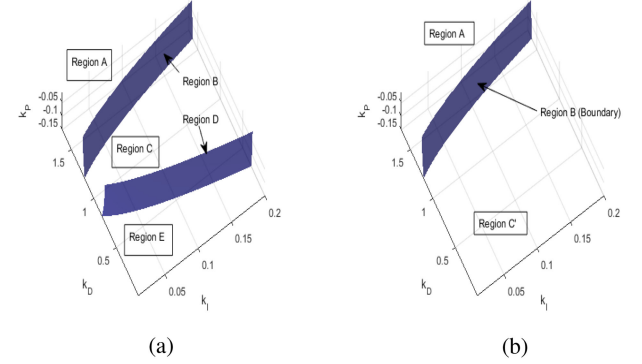 Region A
Region B
Region D
Region C
Region E
-0.05
-0.1
-0.15
k_P
1.5
1
0.5
k_D
0.05
0.1
0.15
0.2
k_I
(a)
Region A
Region B (Boundary)
Region C'
-0.05
-0.1
-0.15
k_P
1.5
1
0.5
k_D
0.05
0.1
0.15
0.2
k_I
(b)